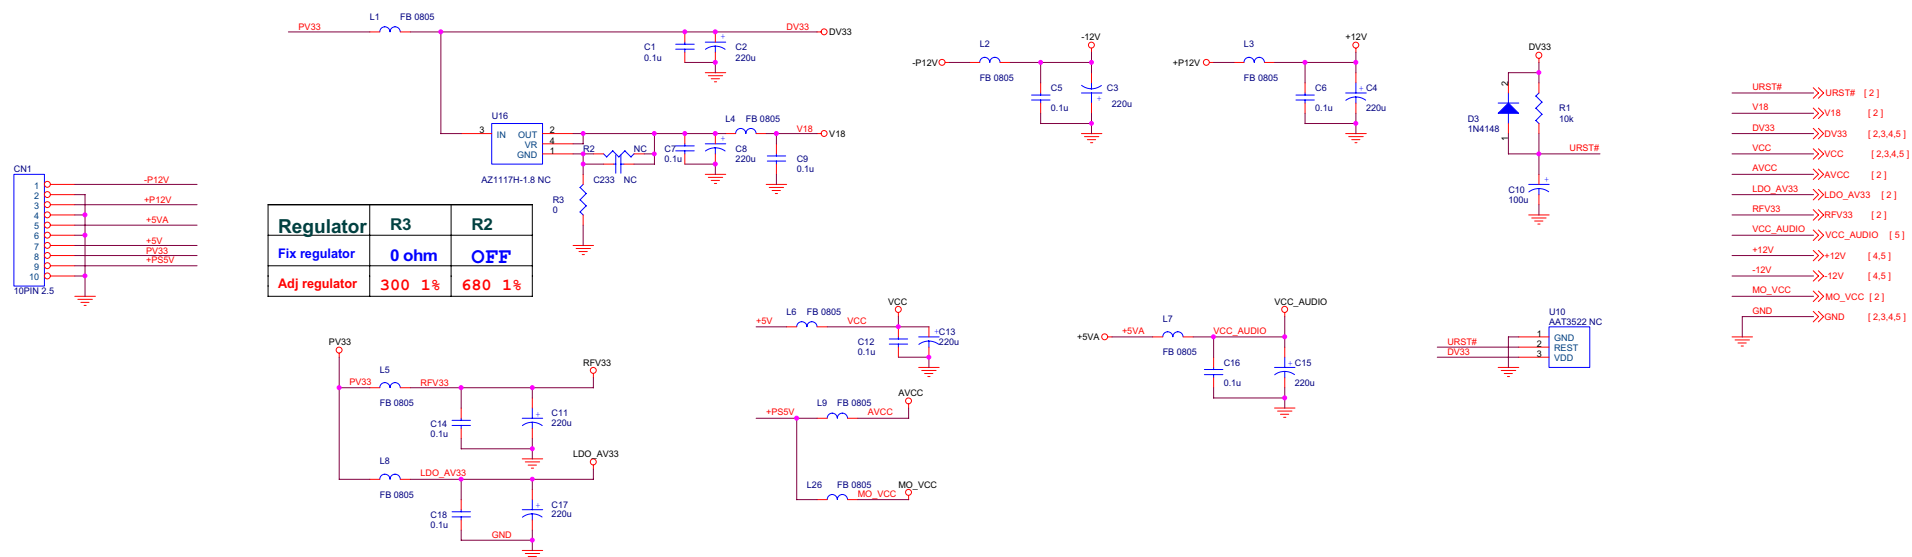 PV33
L1
FB 0805
DV33
DV33
C1
0.1u
+
C2
220u
U16
3
IN
OUT
VR
GND
2
4
1
AZ1117H-1.8 NC
R2
NC
C233
NC
R3
0
C7
0.1u
+
C8
220u
L4
FB 0805
V18
V18
C9
0.1u
CN1
1
2
3
4
5
6
7
8
9
10
10PIN 2.5
-P12V
+P12V
+5VA
+5V
PV33
+PS5V
Regulator R3 R2
Fix regulator 0 ohm OFF
Adj regulator 300 1% 680 1%
PV33
PV33
L5
FB 0805
RFV33
RFV33
C14
0.1u
+
C11
220u
L8
FB 0805
LDO_AV33
LDO_AV33
C18
0.1u
+
C17
220u
GND
-P12V
L2
FB 0805
-12V
C5
0.1u
C3
+
220u
+P12V
L3
FB 0805
+12V
C6
0.1u
+
C4
220u
DV33
2
D3
1N4148
1
R1
10k
URST#
C10
100u
+
+5V
L6
FB 0805
VCC
VCC
C12
0.1u
+
C13
220u
+PS5V
L9
FB 0805
AVCC
AVCC
L26
FB 0805
MO_VCC
MO_VCC
+5VA
+5VA
L7
FB 0805
VCC_AUDIO
VCC_AUDIO
C16
0.1u
+
C15
220u
U10
AAT3522 NC
URST#
DV33
1
2
3
GND
REST
VDD
URST# URST# [ 2 ]
V18 V18 [ 2 ]
DV33 DV33 [ 2,3,4,5 ]
VCC VCC [ 2,3,4,5 ]
AVCC AVCC [ 2 ]
LDO_AV33 LDO_AV33 [ 2 ]
RFV33 RFV33 [ 2 ]
VCC_AUDIO VCC_AUDIO [ 5 ]
+12V +12V [ 4,5 ]
-12V -12V [ 4,5 ]
MO_VCC MO_VCC [ 2 ]
GND GND [ 2,3,4,5 ]